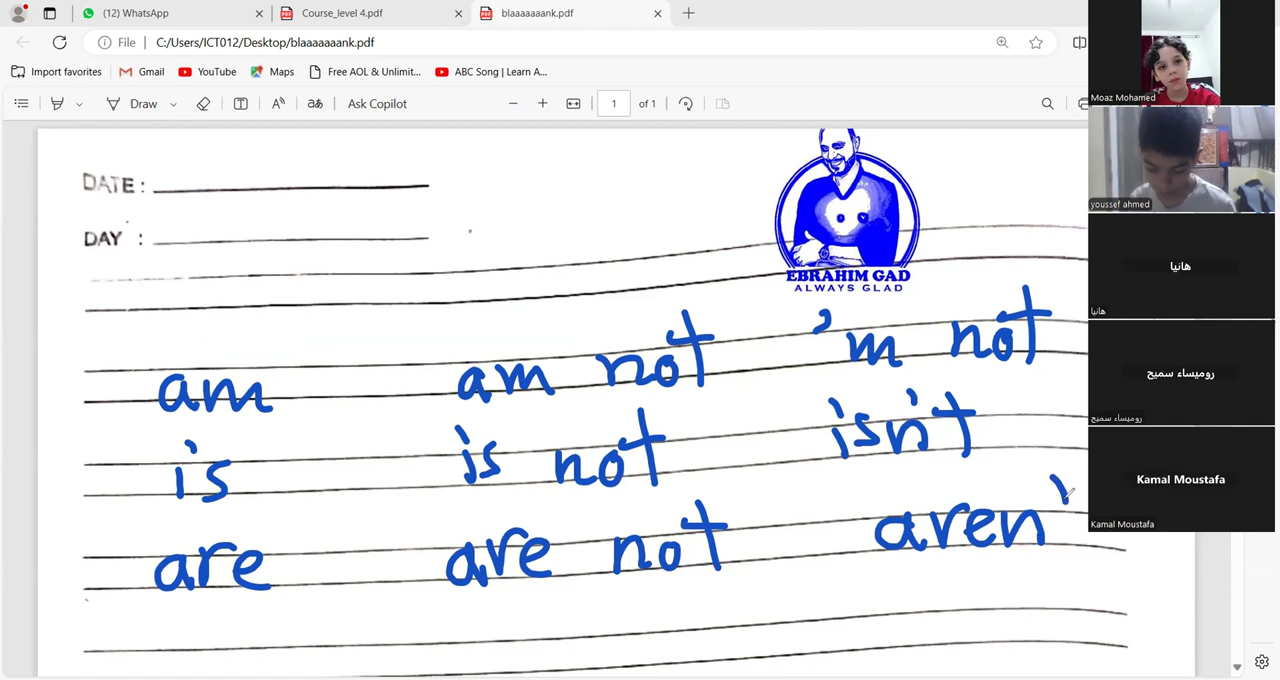 (12) WhatsApp
Course_level 4.pdf
blaaaaaaank.pdf
File C:/Users/ICT012/Desktop/blaaaaaaank.pdf
Import favorites Gmail YouTube Maps Free AOL & Unlimit... ABC Song | Learn A...
Draw Ask Copilot 1 of 1
DATE:
DAY :
EBRAHIM GAD
ALWAYS GLAD
am am not 'm not
is is not isn't
are are not aren'
Moaz Mohamed
youssef ahmed
هانيا
هانيا
روميساء سميح
روميساء سميح
Kamal Moustafa
Kamal Moustafa